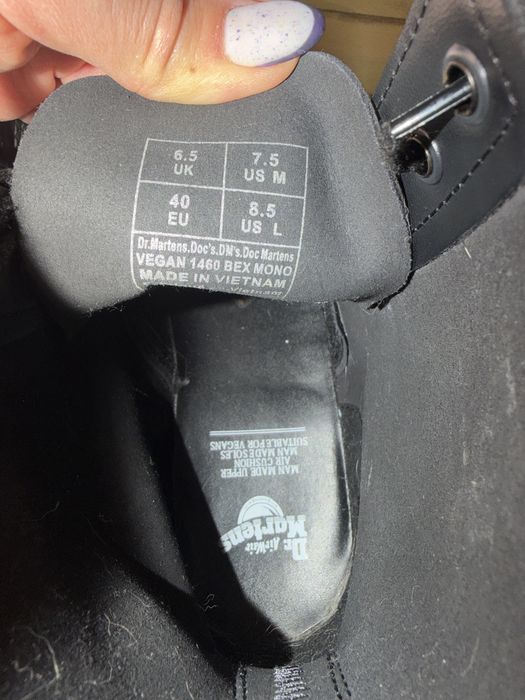 6.5 7.5
UK US M
40 8.5
EU US L
Dr.Martens.Doc's.DM's.Doc Martens
VEGAN 1460 BEX MONO
MADE IN VIETNAM
Vietnam
Dr. Martens
AirWair
MAN MADE UPPER
AIR CUSHION
MAN MADE SOLES
SUITABLE FOR VEGANS